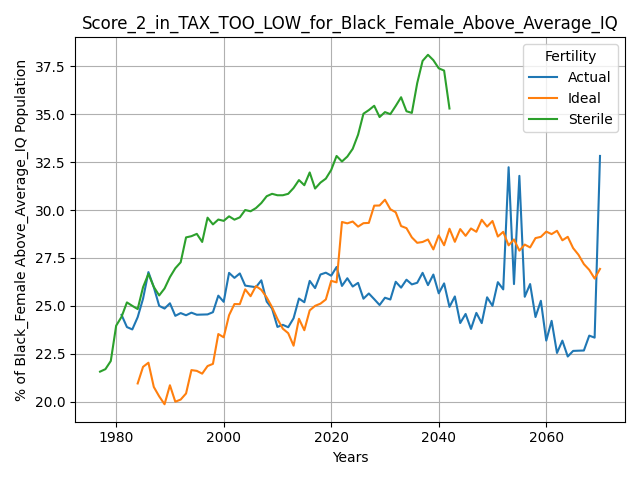 Score_2_in_TAX_TOO_LOW_for_Black_Female_Above_Average_IQ
% of Black_Female Above_Average_IQ Population
37.5
35.0
32.5
30.0
27.5
25.0
22.5
20.0
Fertility
Actual
Ideal
Sterile
1980 2000 2020 2040 2060
Years